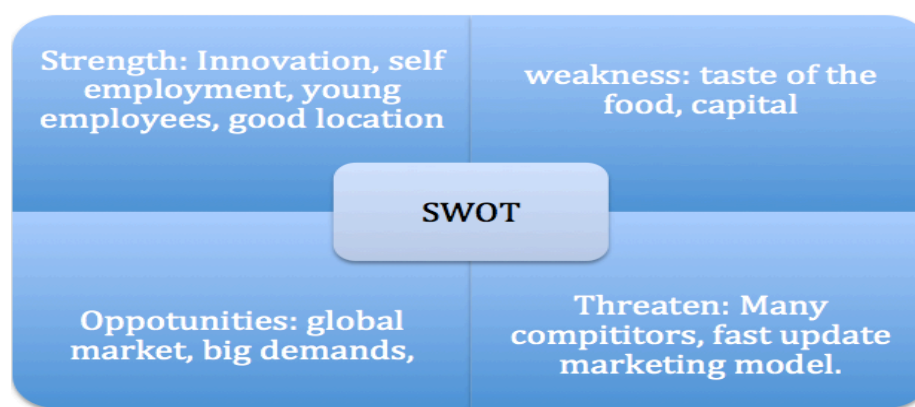 Strength: Innovation, self
employment, young
employees, good location
weakness: taste of the
food, capital
SWOT
Oppotunities: global
market, big demands,
Threaten: Many
compititors, fast update
marketing model.